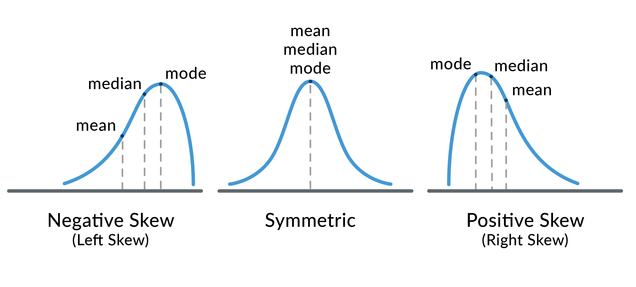 mean
median
mode
Negative Skew
(Left Skew)
mean
median
mode
Symmetric
mode
median
mean
Positive Skew
(Right Skew)